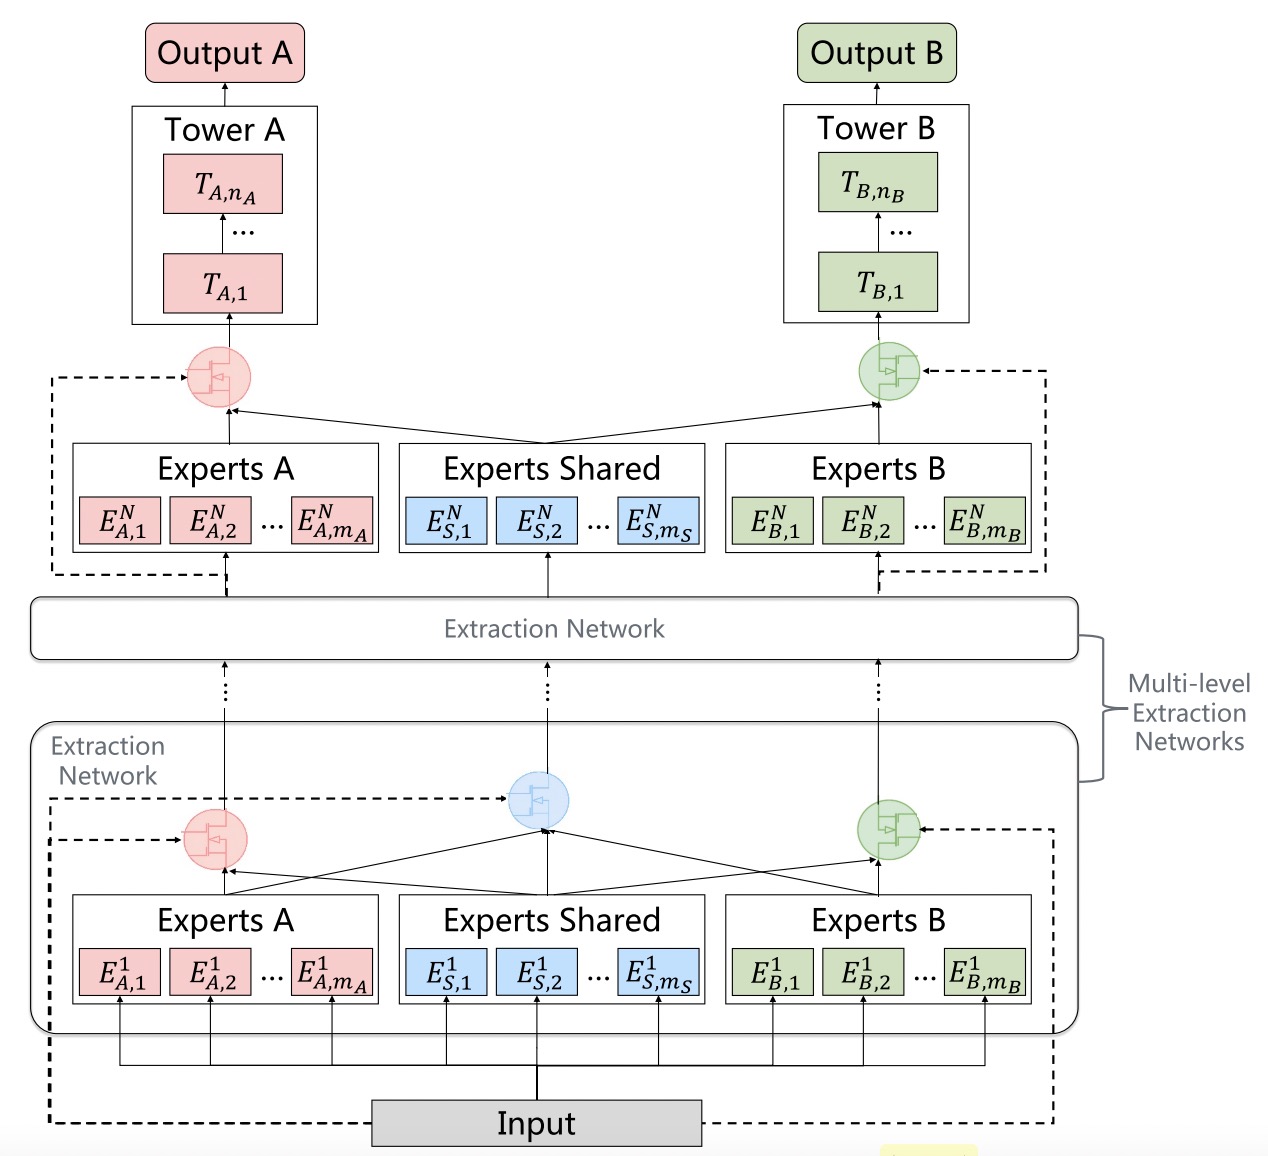 Output A
Output B
Tower A
Tower B
T_{A,n_A}
T_{B,n_B}
...
...
T_{A,1}
T_{B,1}
Experts A
Experts Shared
Experts B
E^N_{A,1} E^N_{A,2} ... E^N_{A,m_A}
E^N_{S,1} E^N_{S,2} ... E^N_{S,m_S}
E^N_{B,1} E^N_{B,2} ... E^N_{B,m_B}
Extraction Network
Multi-level
Extraction
Networks
Extraction
Network
Experts A
Experts Shared
Experts B
E^1_{A,1} E^1_{A,2} ... E^1_{A,m_A}
E^1_{S,1} E^1_{S,2} ... E^1_{S,m_S}
E^1_{B,1} E^1_{B,2} ... E^1_{B,m_B}
Input